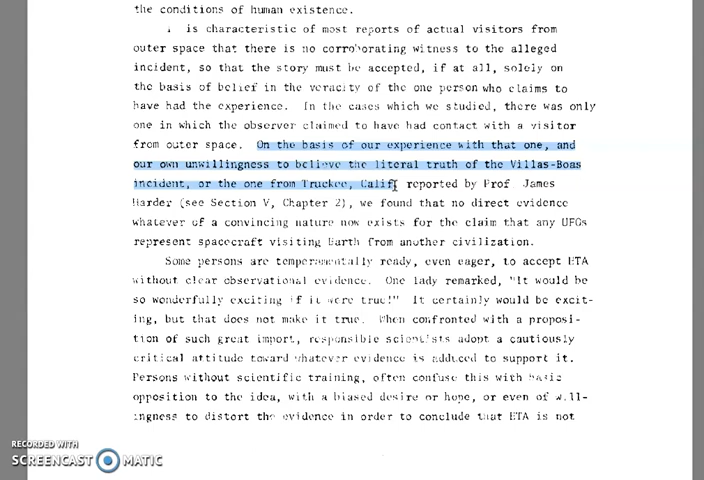 the conditions of human existence.
is characteristic of most reports of actual visitors from
outer space that there is no corroborating witness to the alleged
incident, so that the story must be accepted, if at all, solely on
the basis of belief in the veracity of the one person who claims to
have had the experience. In the cases which we studied, there was only
one in which the observer claimed to have had contact with a visitor
from outer space. On the basis of our experience with that one, and
our own unwillingness to believe the literal truth of the Villas-Boas
incident, or the one from Truckee, Calif reported by Prof James
Harder (see Section V, Chapter 2), we found that no direct evidence
whatever of a convincing nature now exists for the claim that any UFOs
represent spacecraft visiting Earth from another civilization.
Some persons are temperamentally ready, even eager, to accept ETA
without clear observational evidence. One lady remarked, "It would be
so wonderfully exciting if it were true!" It certainly would be excit-
ing, but that does not make it true. When confronted with a proposi-
tion of such great import, responsible scientists adopt a cautiously
critical attitude toward whatever evidence is adduced to support it.
Persons without scientific training, often confuse this with basic
opposition to the idea, with a biased desire or hope, or even of will-
ingness to distort the evidence in order to conclude that ETA is not
RECORDED WITH
SCREENCAST MATIC